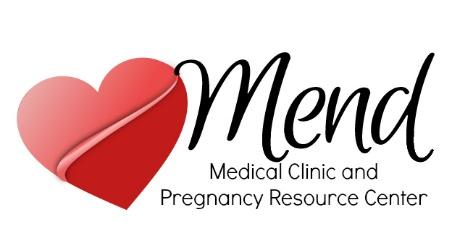 Mend
Medical Clinic and
Pregnancy Resource Center